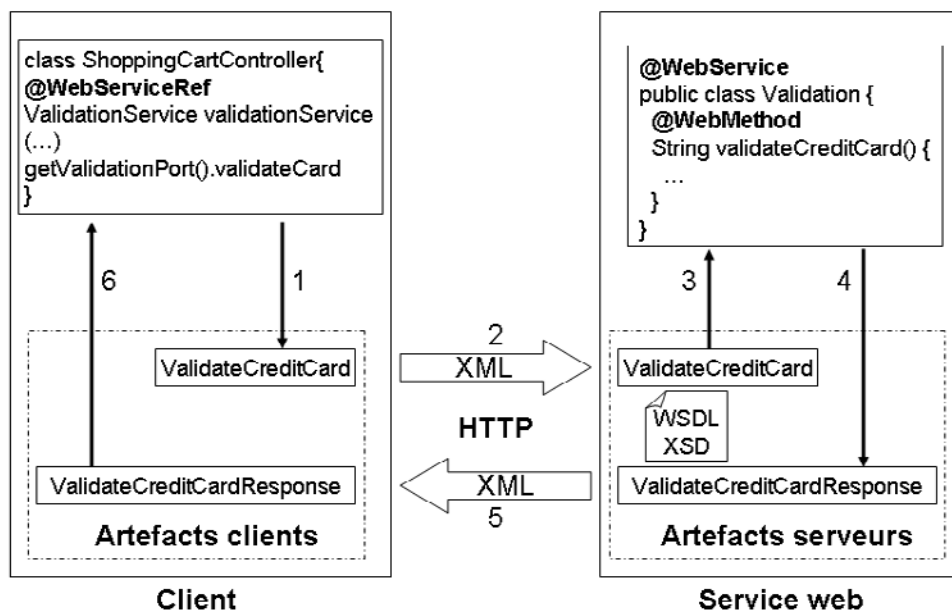 class ShoppingCartController{
@WebServiceRef
ValidationService validationService
(...)
getValidationPort().validateCard
}
@WebService
public class Validation {
@WebMethod
String validateCreditCard() {
...
}
}
6
1
3
4
2
XML
ValidateCreditCard
ValidateCreditCard
HTTP
WSDL
XSD
ValidateCreditCardResponse
XML
5
ValidateCreditCardResponse
Artefacts clients
Artefacts serveurs
Client
Service web